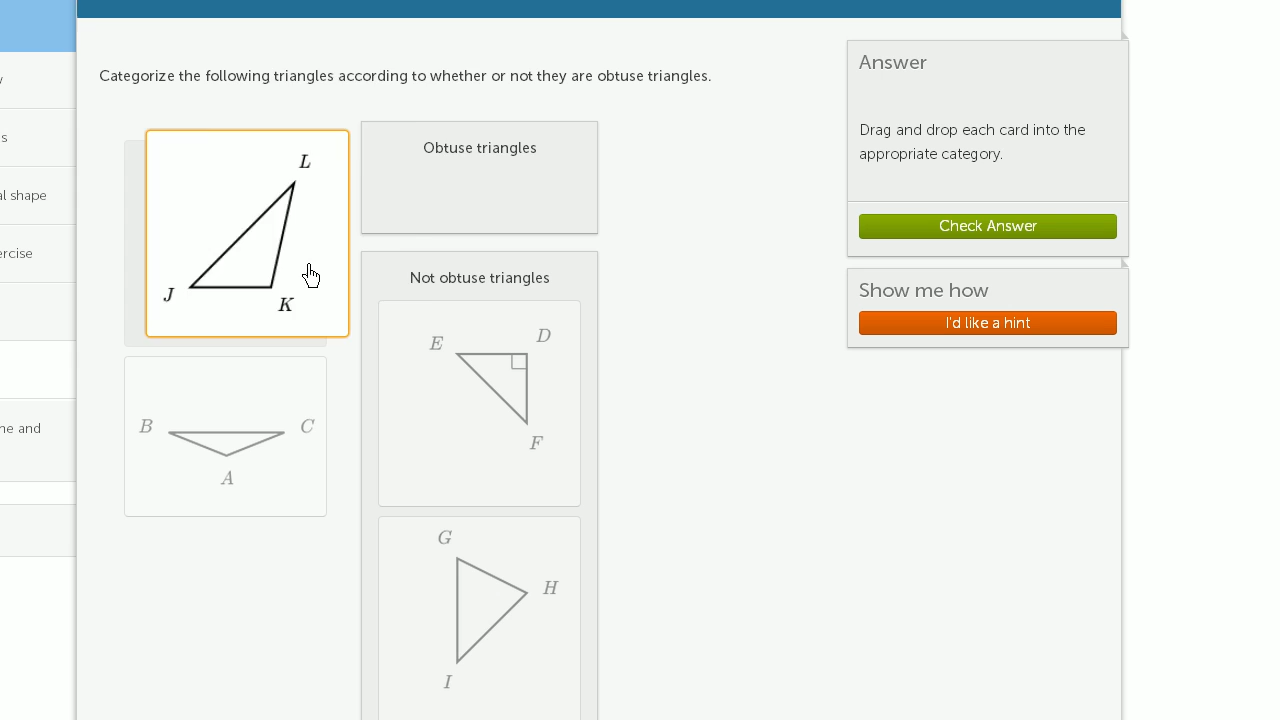 Categorize the following triangles according to whether or not they are obtuse triangles.
s
al shape
ercise
ne and
L
J
K
B
C
A
Obtuse triangles
Not obtuse triangles
E
D
F
G
H
I
Answer
Drag and drop each card into the
appropriate category.
Check Answer
Show me how
I'd like a hint